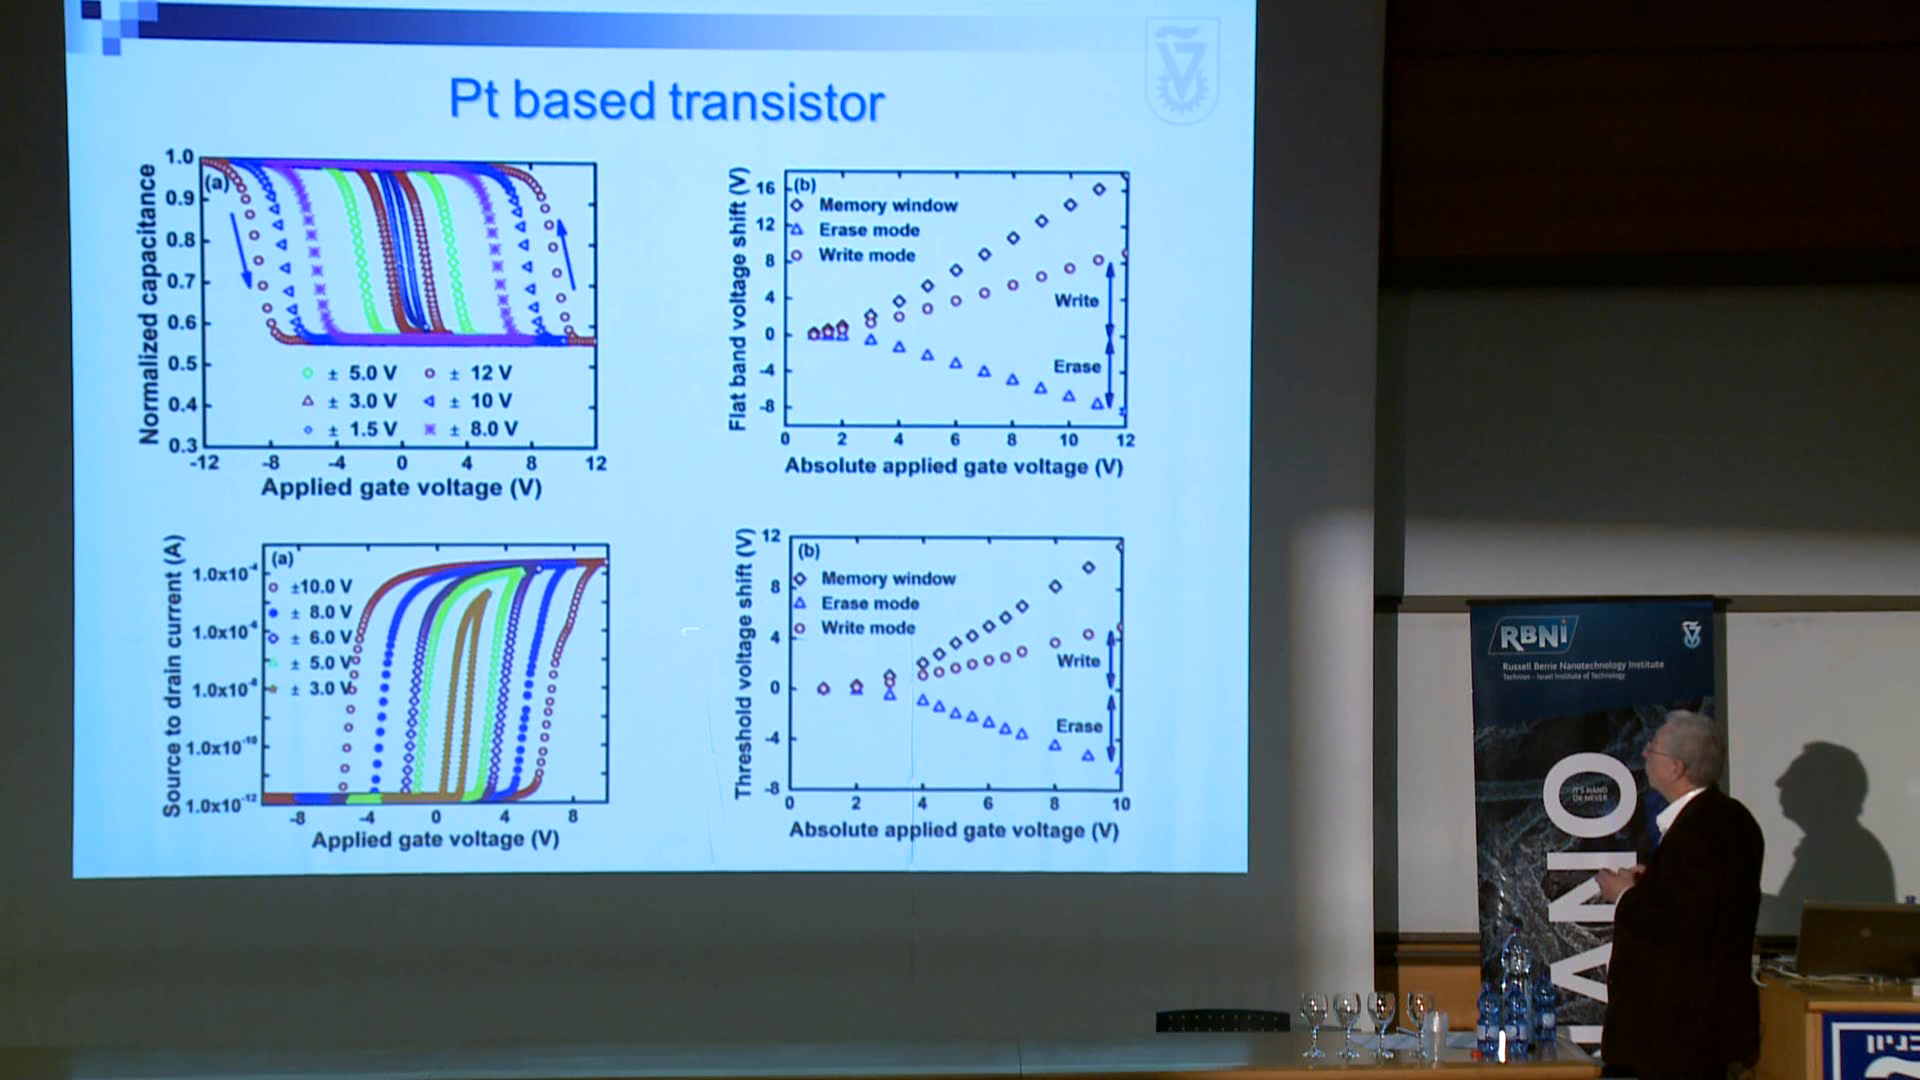 Pt based transistor
Normalized capacitance
1.0
0.9
0.8
0.7
0.6
0.5
0.4
0.3
(a)
± 5.0 V
± 12 V
± 3.0 V
± 10 V
± 1.5 V
± 8.0 V
-12 -8 -4 0 4 8 12
Applied gate voltage (V)
Flat band voltage shift (V)
16
12
8
4
0
-4
-8
(b)
Memory window
Erase mode
Write mode
Write
Erase
0 2 4 6 8 10 12
Absolute applied gate voltage (V)
Source to drain current (A)
1.0x10⁻⁴
1.0x10⁻⁶
1.0x10⁻⁸
1.0x10⁻¹⁰
1.0x10⁻¹²
(a)
±10.0 V
± 8.0 V
± 6.0 V
± 5.0 V
± 3.0 V
-8 -4 0 4 8
Applied gate voltage (V)
Threshold voltage shift (V)
12
8
4
0
-4
-8
(b)
Memory window
Erase mode
Write mode
Write
Erase
0 2 4 6 8 10
Absolute applied gate voltage (V)
RBNi
Russell Berrie Nanotechnology Institute
Technion - Israel Institute of Technology
IT'S NANO
OR NEVER